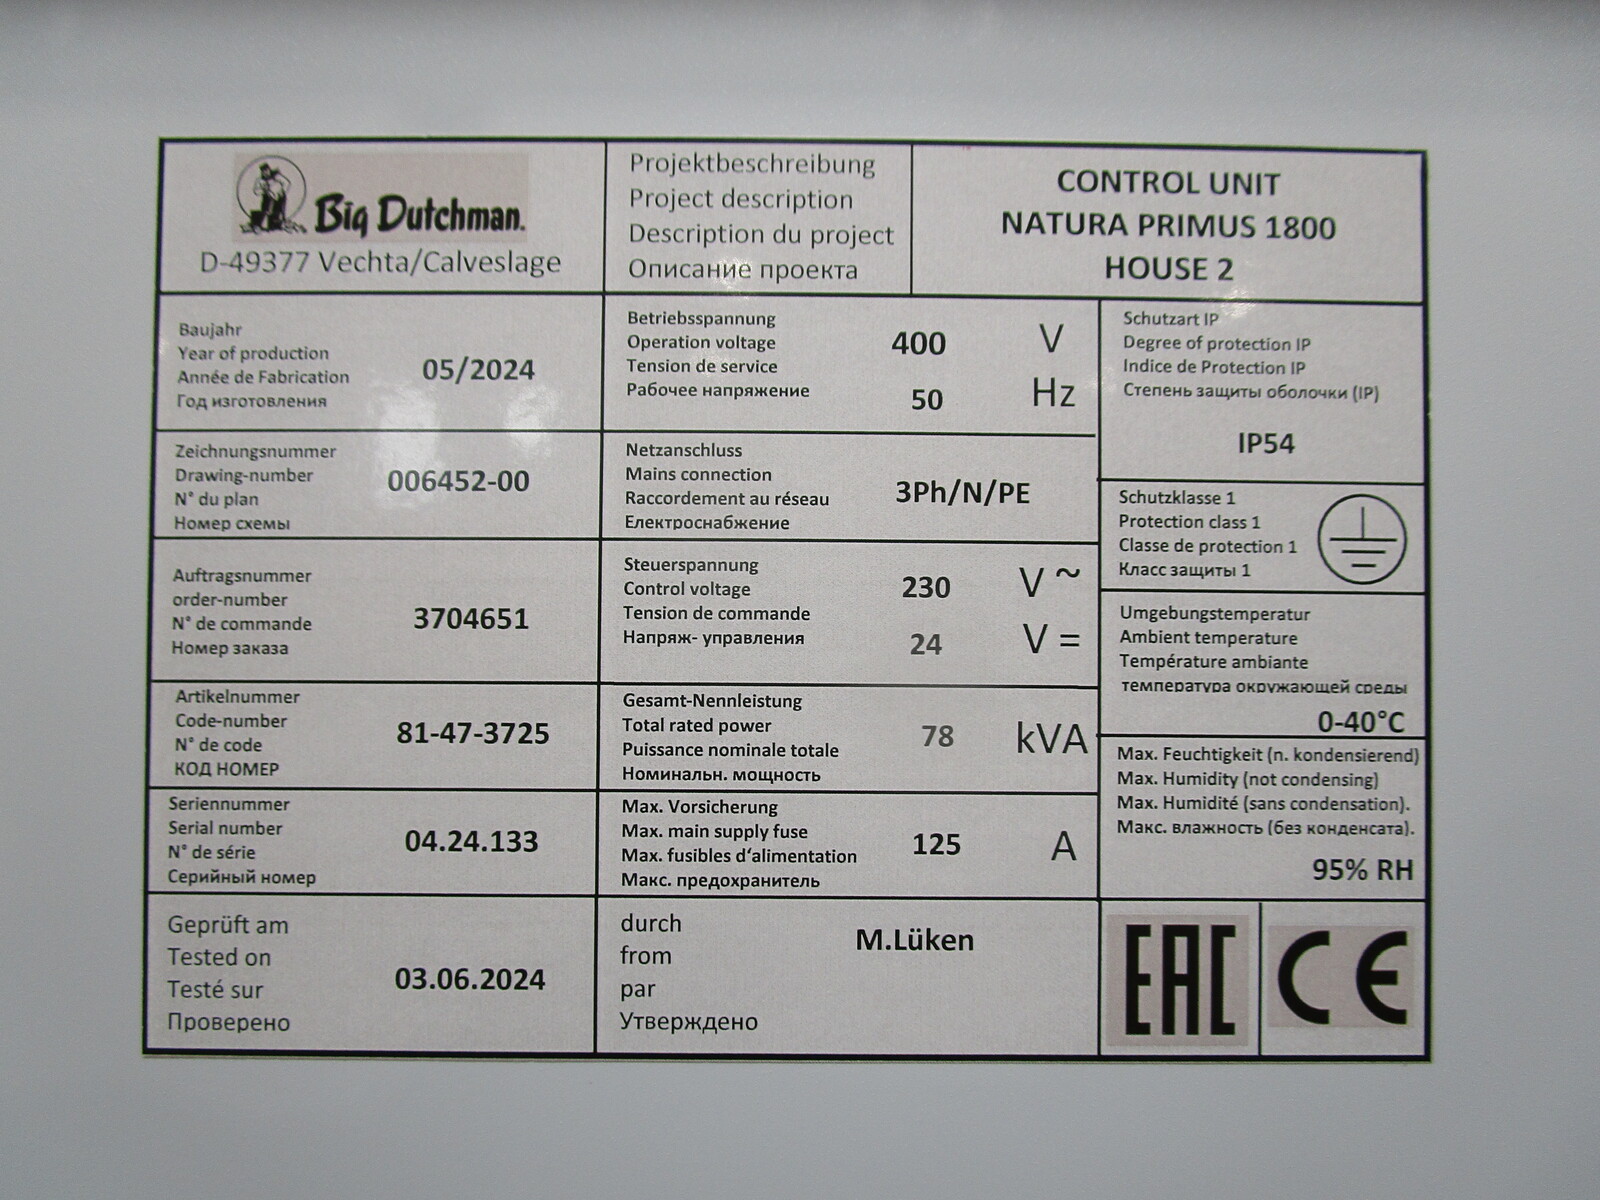 Big Dutchman.
D-49377 Vechta/Calveslage
Projektbeschreibung
Project description
Description du project
Описание проекта
CONTROL UNIT
NATURA PRIMUS 1800
HOUSE 2
Baujahr
Year of production
Année de Fabrication
Год изготовления
05/2024
Betriebsspannung
Operation voltage
Tension de service
Рабочее напряжение
400 V
50 Hz
Schutzart IP
Degree of protection IP
Indice de Protection IP
Степень защиты оболочки (IP)
IP54
Zeichnungsnummer
Drawing-number
N° du plan
Номер схемы
006452-00
Netzanschluss
Mains connection
Raccordement au réseau
Електроснабжение
3Ph/N/PE
Schutzklasse 1
Protection class 1
Classe de protection 1
Класс защиты 1
Auftragsnummer
order-number
N° de commande
Номер заказа
3704651
Steuerspannung
Control voltage
Tension de commande
Напряж- управления
230 V ~
24 V =
Umgebungstemperatur
Ambient temperature
Température ambiante
температура окружающей среды
0-40°C
Artikelnummer
Code-number
N° de code
КОД НОМЕР
81-47-3725
Gesamt-Nennleistung
Total rated power
Puissance nominale totale
Номинальн. мощность
78 kVA
Max. Feuchtigkeit (n. kondensierend)
Max. Humidity (not condensing)
Max. Humidité (sans condensation).
Макс. влажность (без конденсата).
95% RH
Seriennummer
Serial number
N° de série
Серийный номер
04.24.133
Max. Vorsicherung
Max. main supply fuse
Max. fusibles d‘alimentation
Макс. предохранитель
125 A
Geprüft am
Tested on
Testé sur
Проверено
03.06.2024
durch
from
par
Утверждено
M.Lüken
EAC
CE